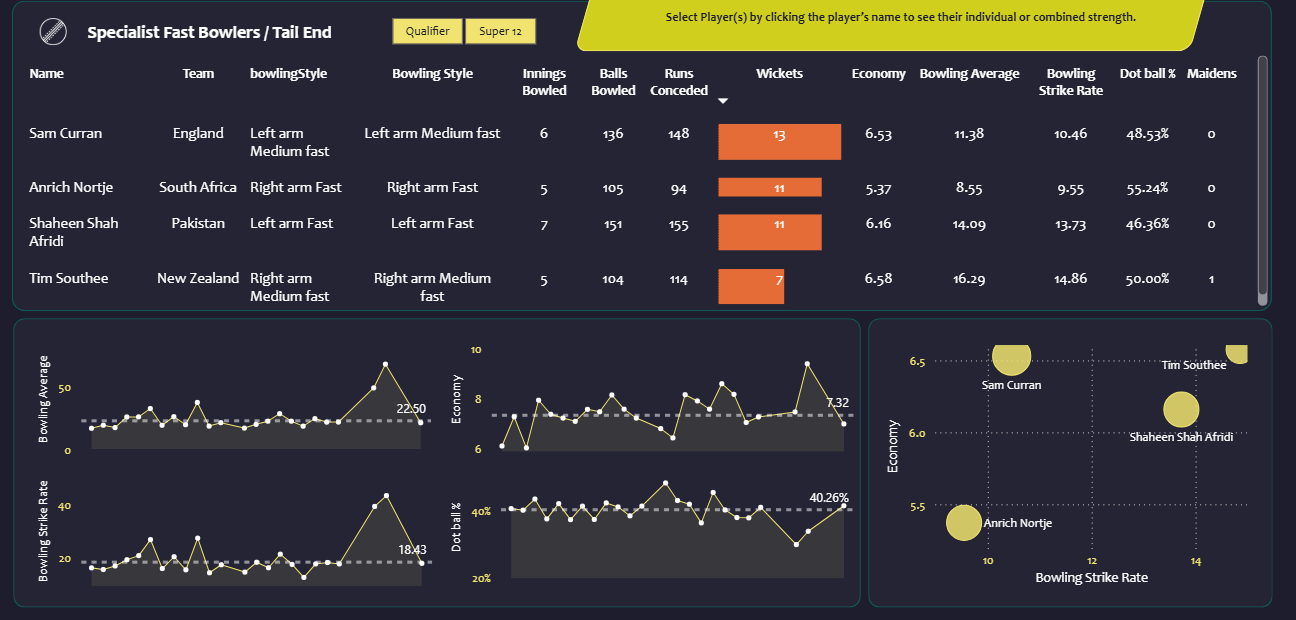 Select Player(s) by clicking the player's name to see their individual or combined strength.
Specialist Fast Bowlers / Tail End
Qualifier
Super 12
Name Team bowlingStyle Bowling Style Innings Bowled Balls Bowled Runs Conceded Wickets Economy Bowling Average Bowling Strike Rate Dot ball % Maidens
Sam Curran England Left arm Medium fast Left arm Medium fast 6 136 148 13 6.53 11.38 10.46 48.53% 0
Anrich Nortje South Africa Right arm Fast Right arm Fast 5 105 94 11 5.37 8.55 9.55 55.24% 0
Shaheen Shah Afridi Pakistan Left arm Fast Left arm Fast 7 151 155 11 6.16 14.09 13.73 46.36% 0
Tim Southee New Zealand Right arm Medium fast Right arm Medium fast 5 104 114 7 6.58 16.29 14.86 50.00% 1
Bowling Average
50
0
22.50
Economy
10
8
6
7.32
Bowling Strike Rate
40
20
18.43
Dot ball %
40%
20%
40.26%
Economy
6.5
6.0
5.5
Sam Curran
Tim Southee
Shaheen Shah Afridi
Anrich Nortje
10 12 14
Bowling Strike Rate